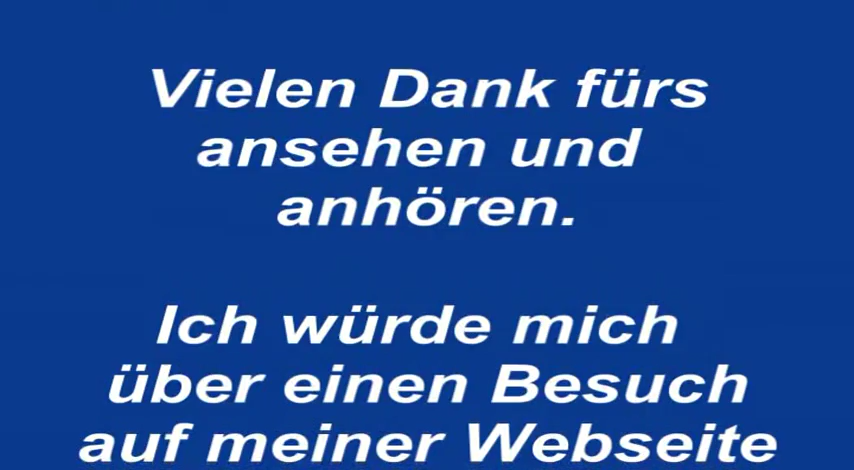 Vielen Dank fürs
ansehen und
anhören.
Ich würde mich
über einen Besuch
auf meiner Webseite